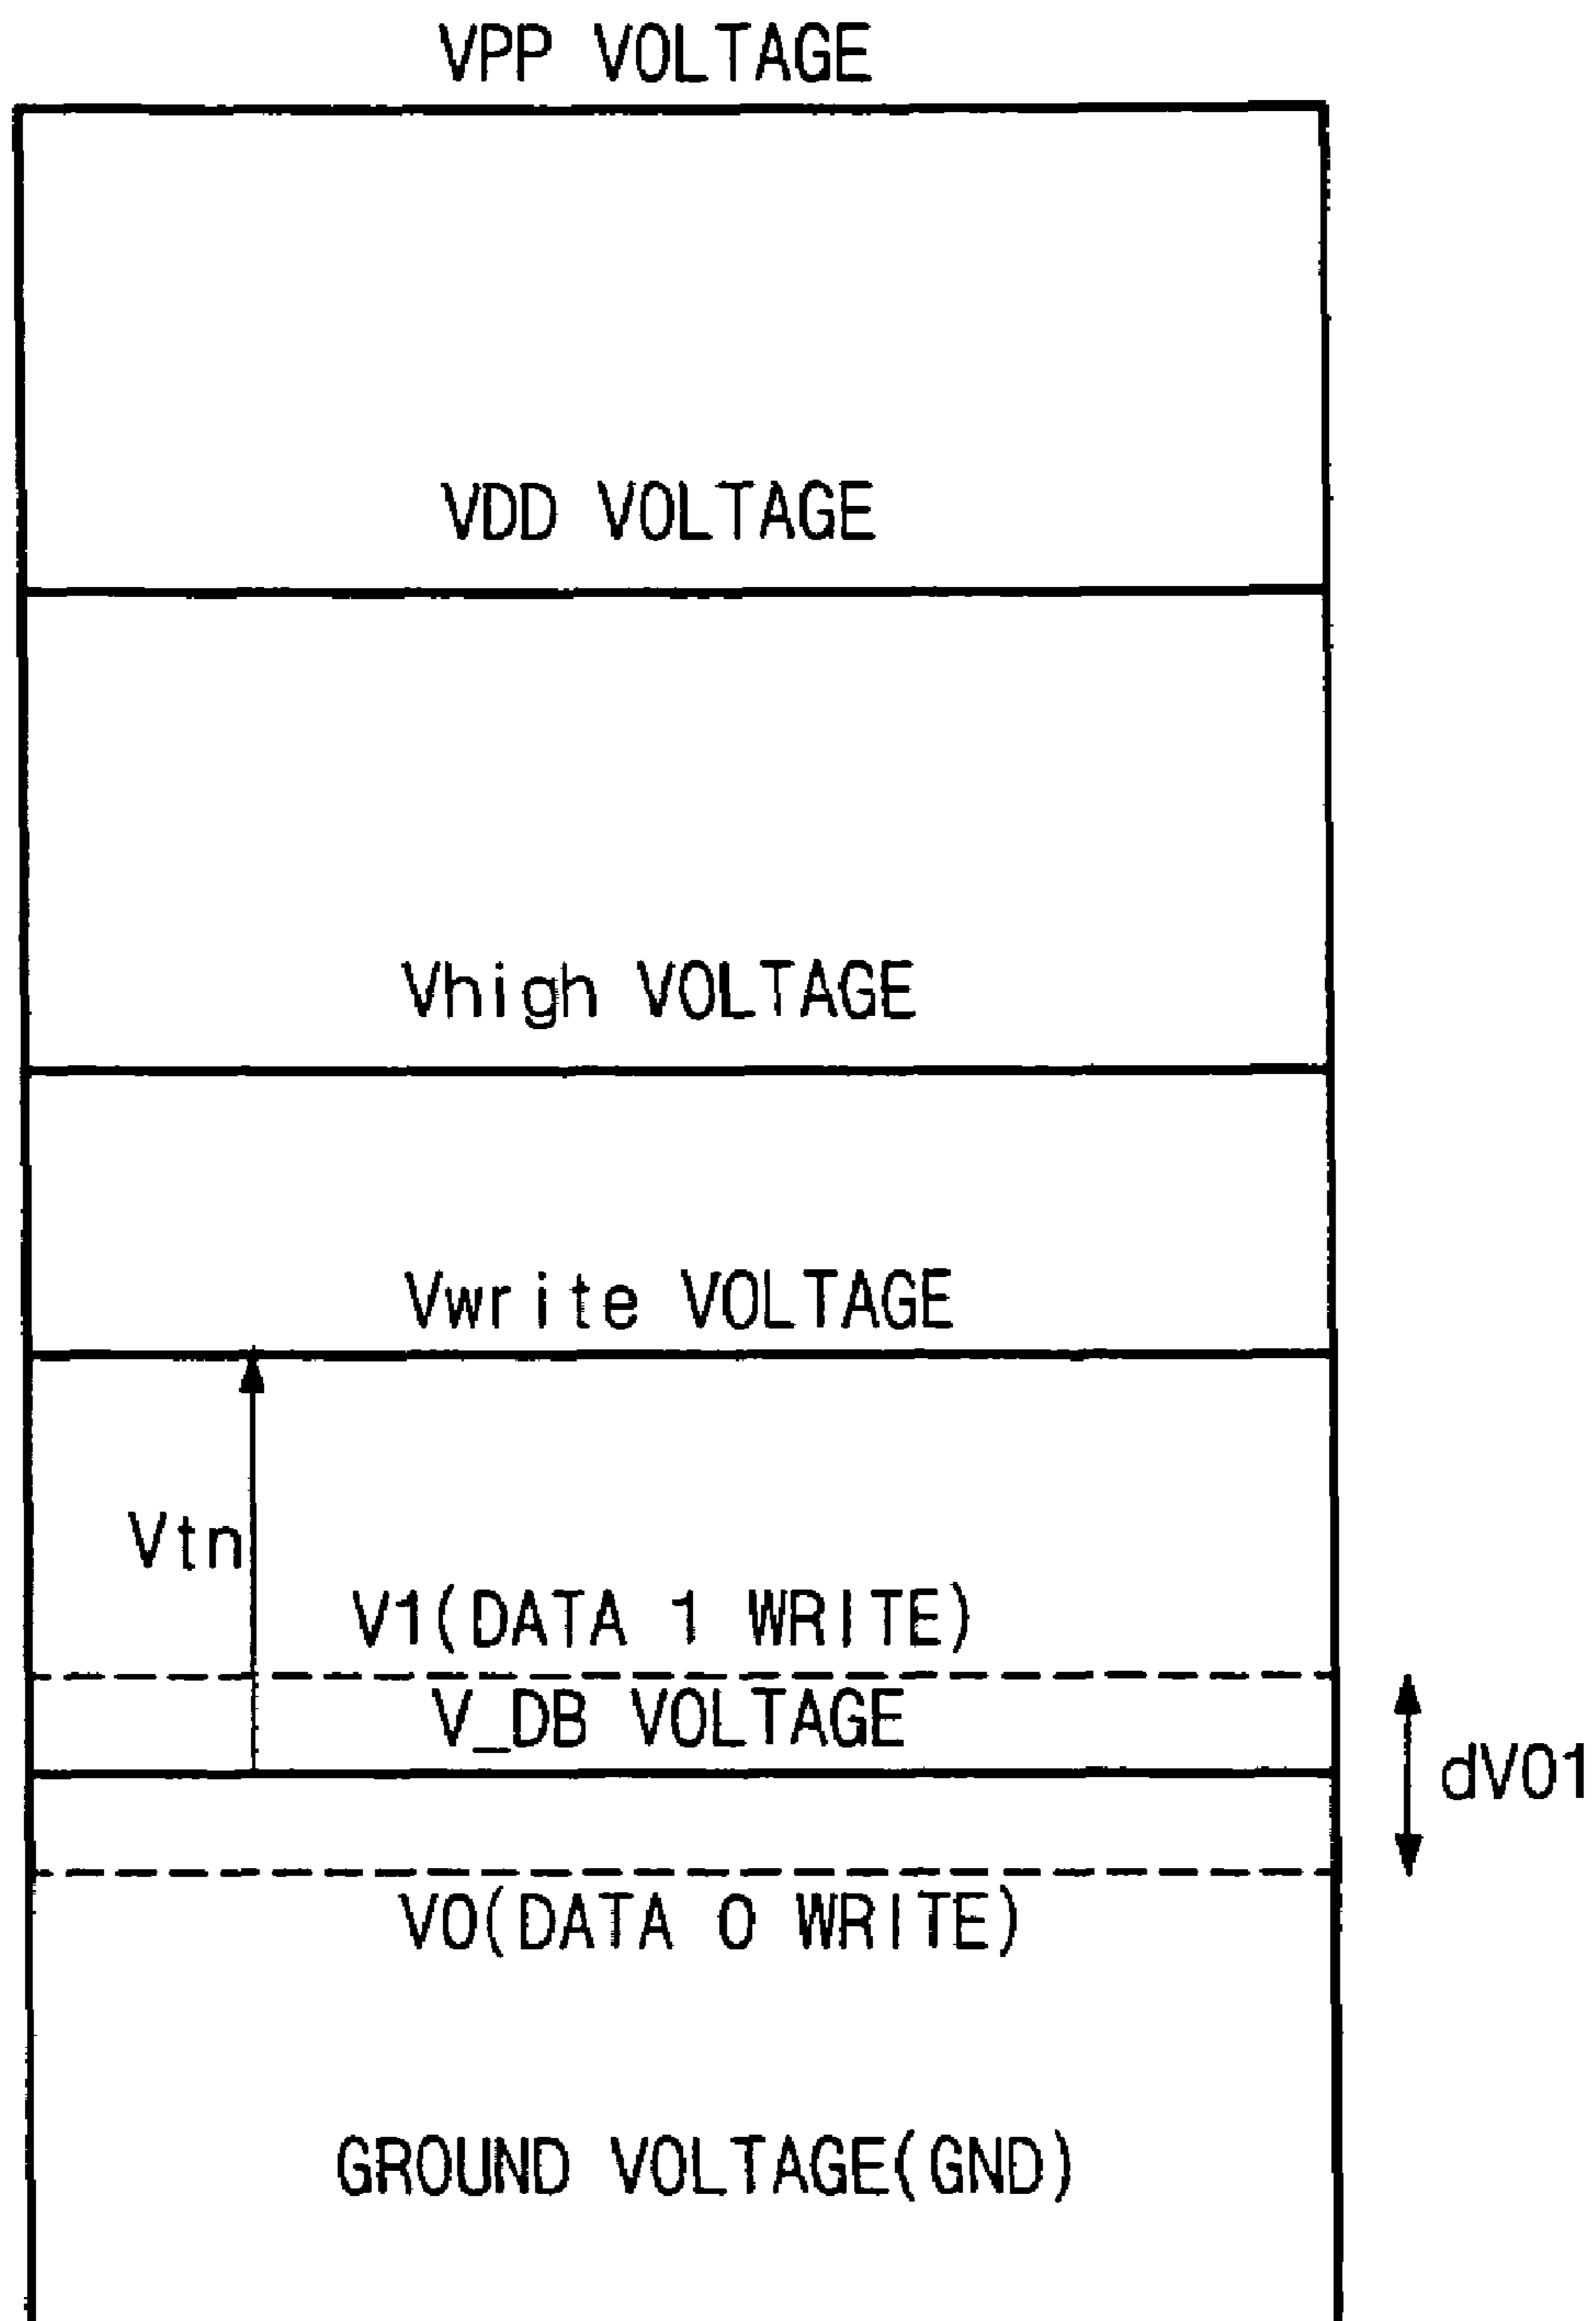 VPP VOLTAGE
VDD VOLTAGE
Vhigh VOLTAGE
Vwrite VOLTAGE
Vtn
V1(DATA 1 WRITE)
V_DB VOLTAGE
dV01
V0(DATA 0 WRITE)
GROUND VOLTAGE(GND)